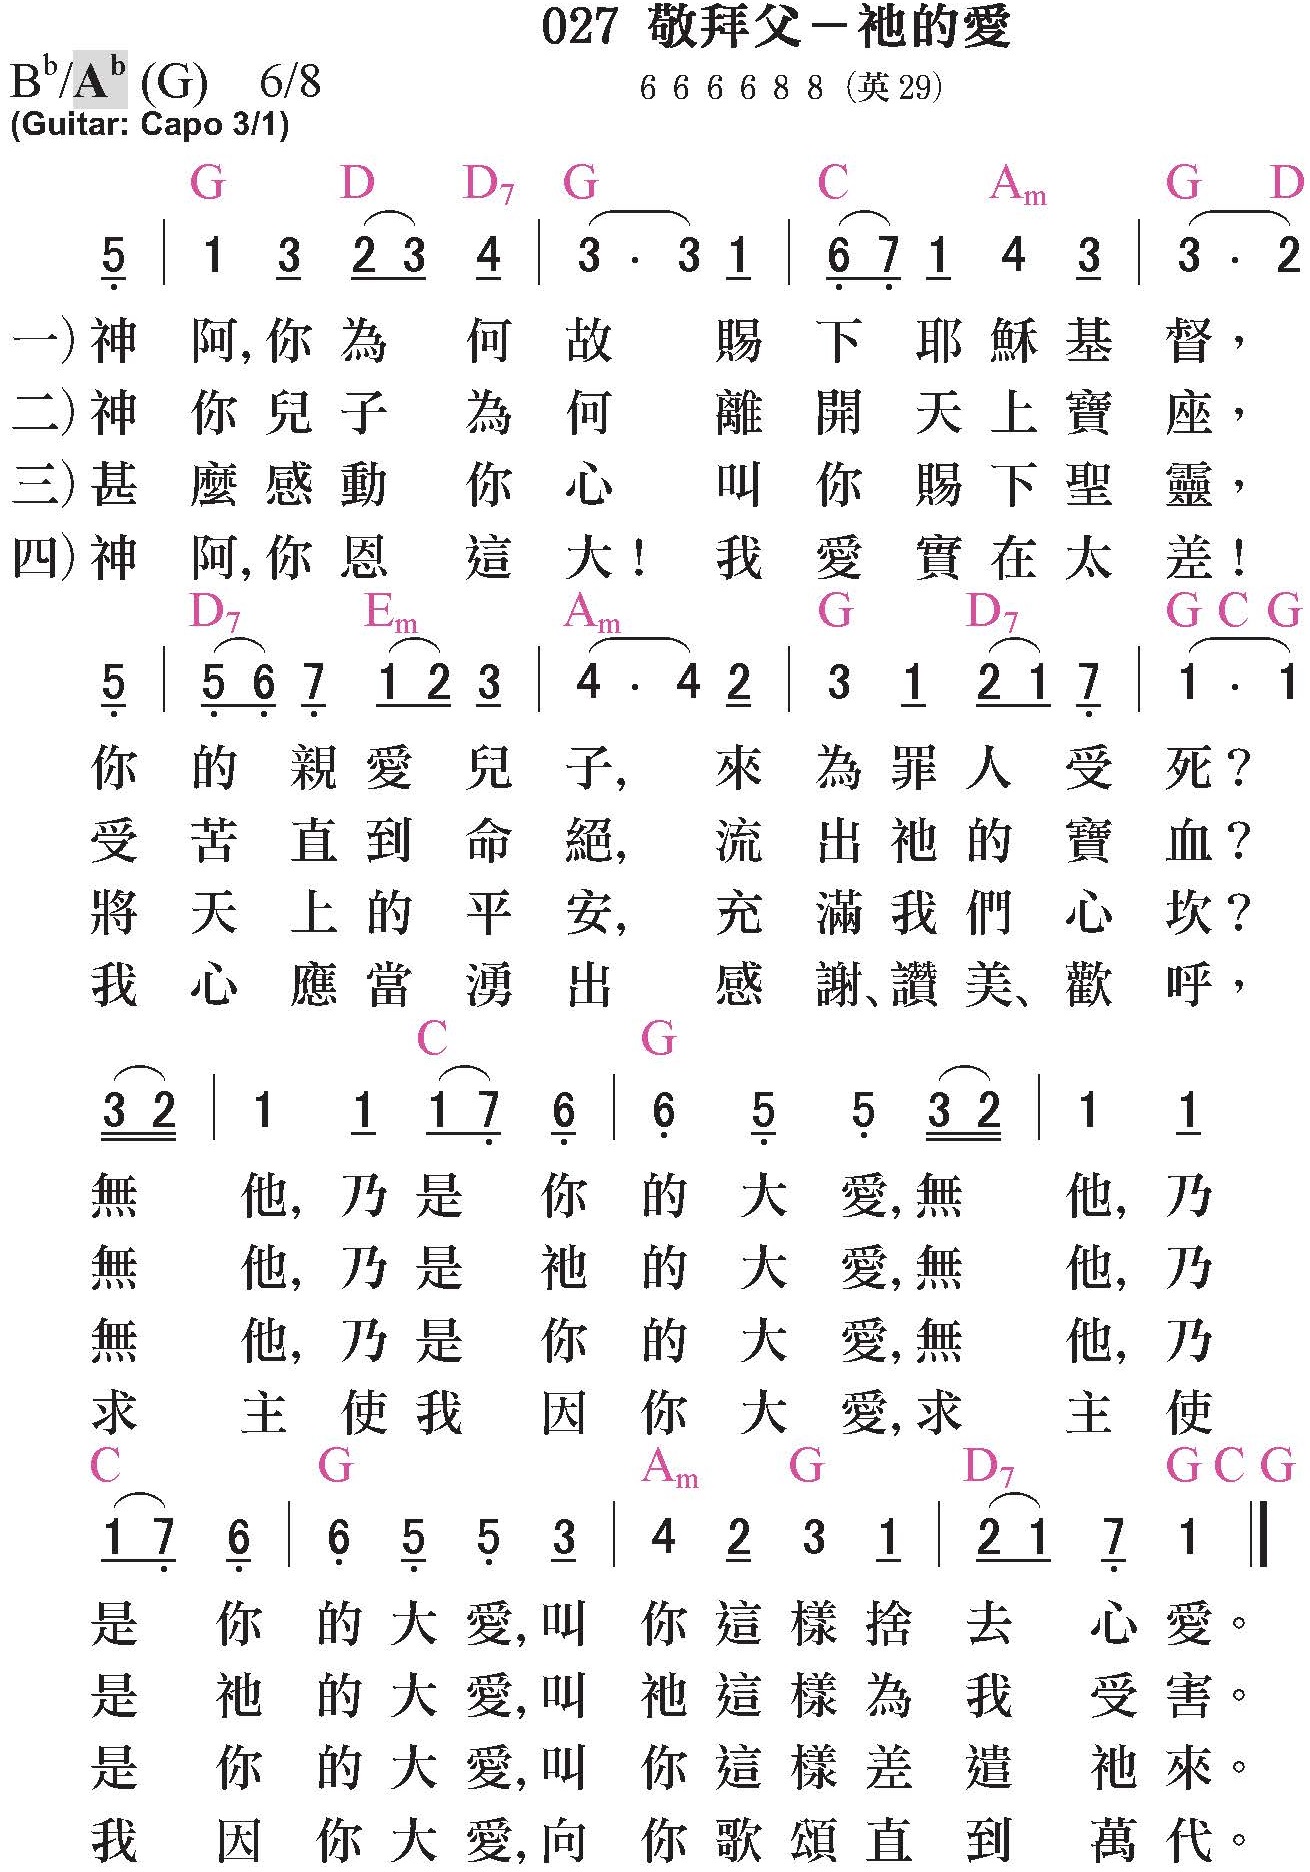 027 敬拜父－祂的愛
B♭/A♭ (G) 6/8
6 6 6 6 8 8 (英29)
(Guitar: Capo 3/1)
G D D7 G C Am G D
5 | 1 3 2 3 4 | 3 . 3 1 | 6 7 1 4 3 | 3 . 2
一)神阿,你為何故賜下耶穌基督，
二)神你兒子為何離開天上寶座，
三)甚麼感動你心叫你賜下聖靈，
四)神阿,你恩這大！我愛實在太差！
D7 Em Am G D7 G C G
5 | 5 6 7 1 2 3 | 4 . 4 2 | 3 1 2 1 7 | 1 . 1
你的親愛兒子,來為罪人受死？
受苦直到命絕,流出祂的寶血？
將天上的平安,充滿我們心坎？
我心應當湧出感謝、讚美、歡呼，
C G
3 2 | 1 1 1 7 6 | 6 5 5 3 2 | 1 1
無他,乃是你的大愛,無他,乃
無他,乃是祂的大愛,無他,乃
無他,乃是你的大愛,無他,乃
求主使我因你大愛,求主使
C G Am G D7 G C G
1 7 6 | 6 5 5 3 | 4 2 3 1 | 2 1 7 1 ‖
是你的大愛,叫你這樣捨去心愛。
是祂的大愛,叫祂這樣為我受害。
是你的大愛,叫你這樣差遣祂來。
我因你大愛,向你歌頌直到萬代。